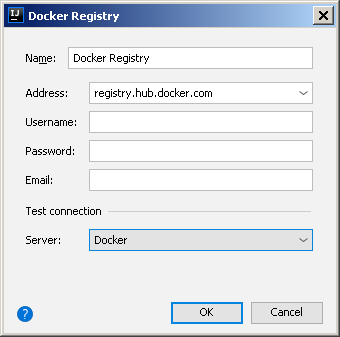 IJ Docker Registry
Name: Docker Registry
Address: registry.hub.docker.com
Username:
Password:
Email:
Test connection
Server: Docker
? OK Cancel